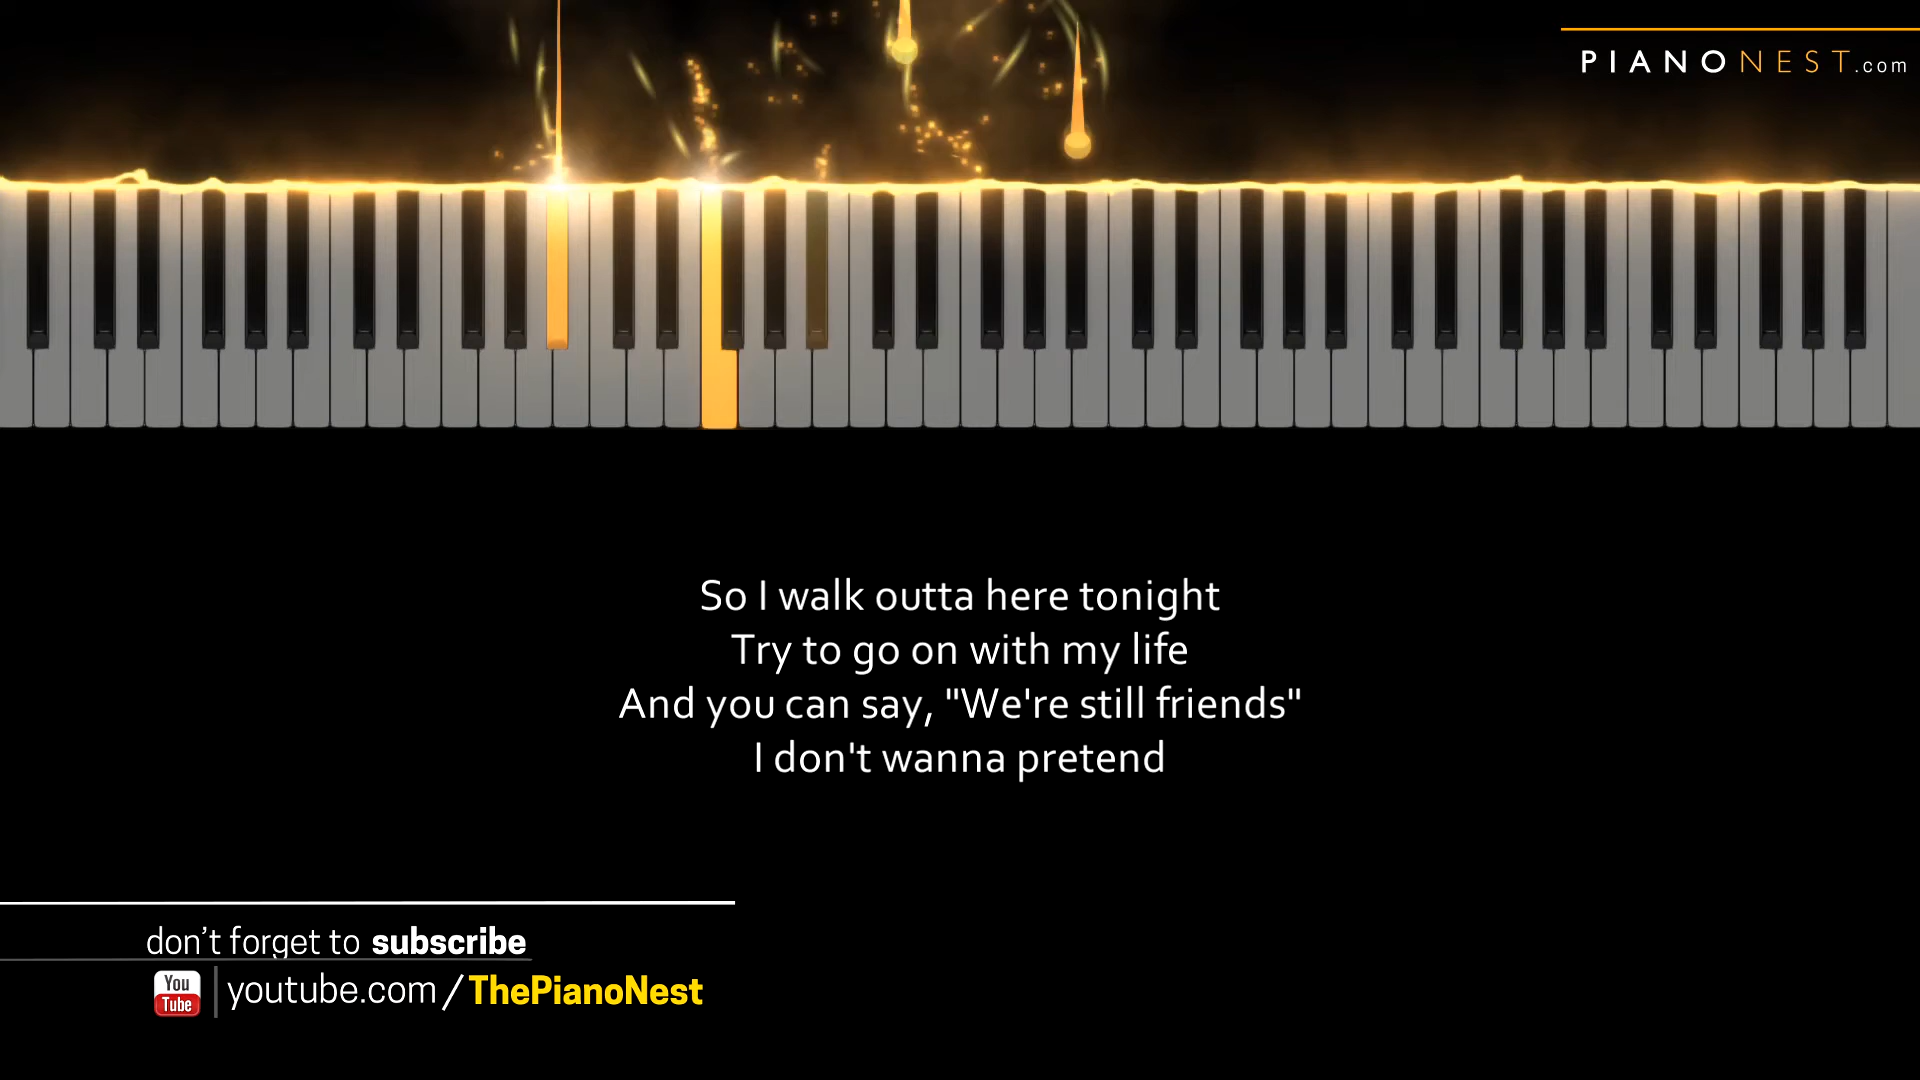 PIANONEST.com
So I walk outta here tonight
Try to go on with my life
And you can say, "We're still friends"
I don't wanna pretend
don't forget to subscribe
You
Tube
youtube.com/ThePianoNest